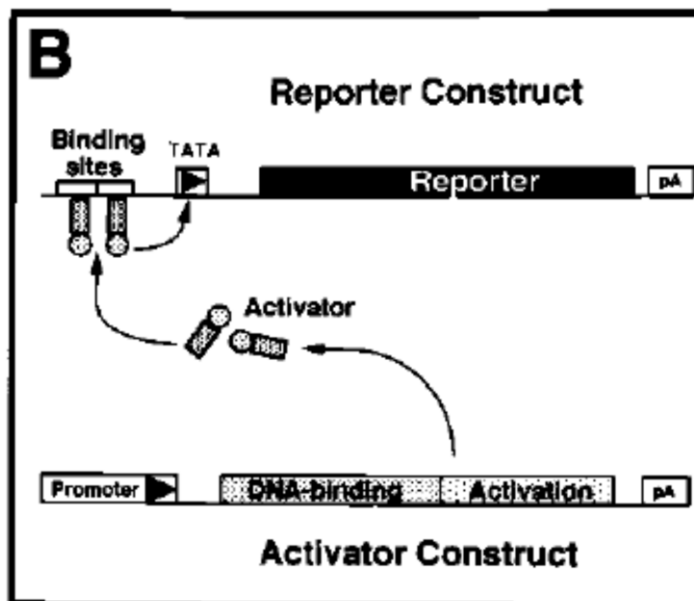 B
Reporter Construct
Binding
sites
TATA
Reporter
pA
Activator
Promoter
DNA-binding
Activation
pA
Activator Construct